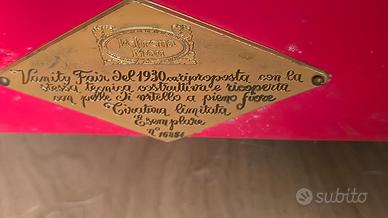 Poltrona
Frau
Vanity Fair del 1930 riproposta con la
stessa tecnica costruttiva e ricoperta
con pelle di vitello a pieno fiore
Tiratura limitata
Esemplare
n°
subito